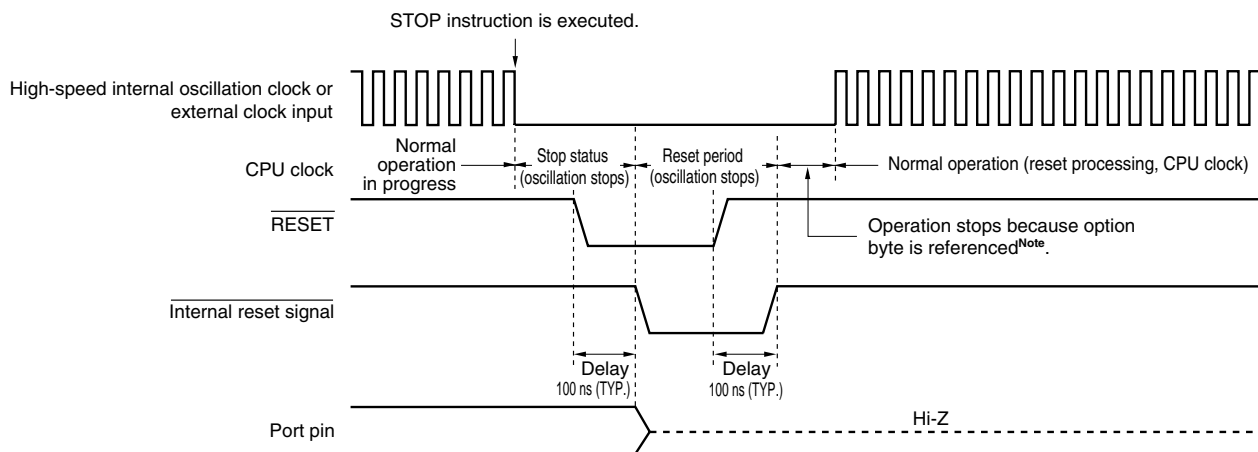 STOP instruction is executed.
High-speed internal oscillation clock or
external clock input
CPU clock
Normal
operation
in progress
Stop status
(oscillation stops)
Reset period
(oscillation stops)
Normal operation (reset processing, CPU clock)
RESET
Operation stops because option
byte is referencedNote.
Internal reset signal
Delay
100 ns (TYP.)
Delay
100 ns (TYP.)
Port pin
Hi-Z